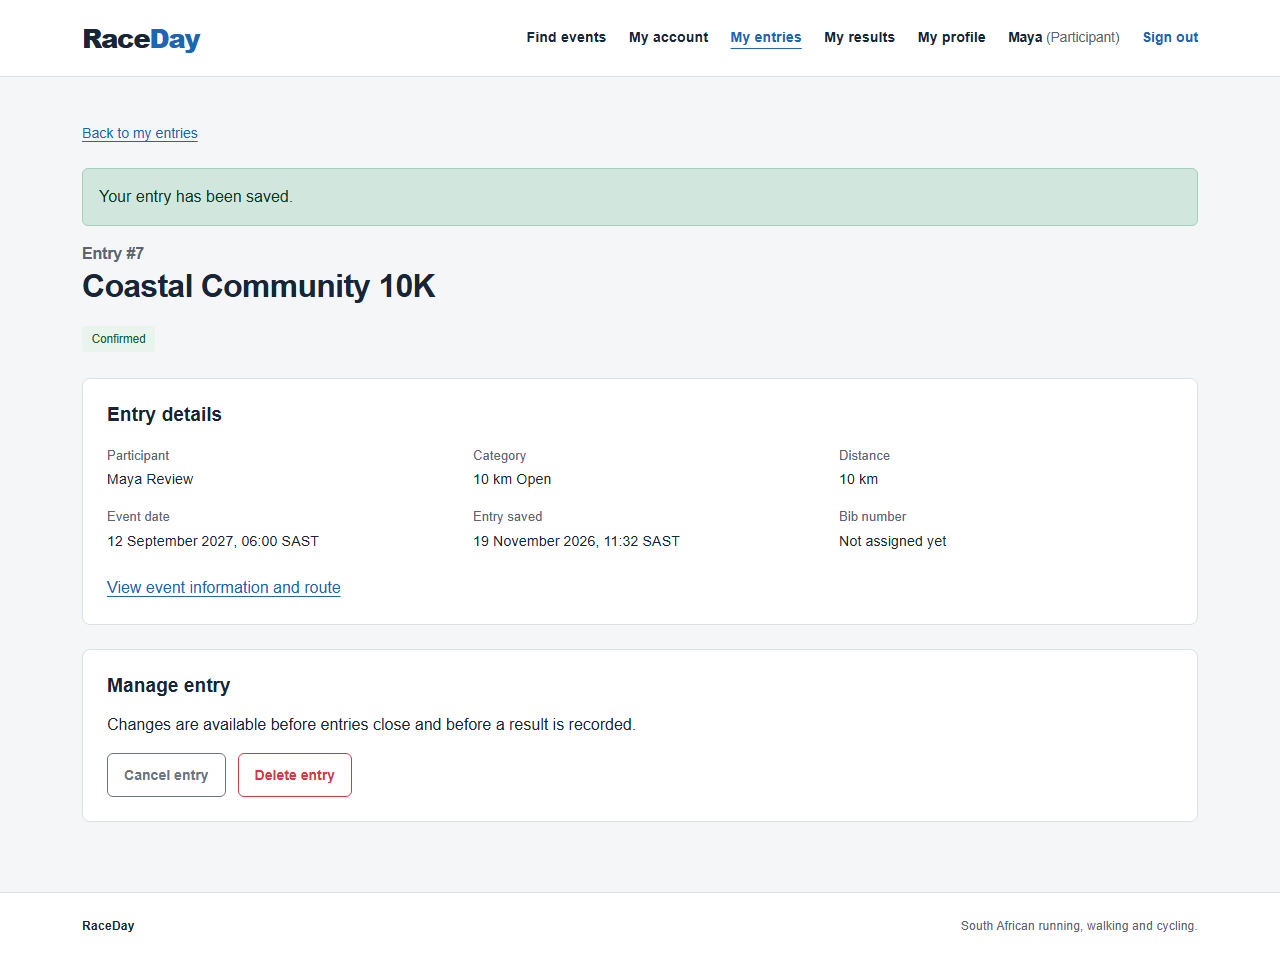 RaceDay
Find events My account My entries My results My profile Maya (Participant) Sign out
Back to my entries
Your entry has been saved.
Entry #7
Coastal Community 10K
Confirmed
Entry details
Participant Category Distance
Maya Review 10 km Open 10 km
Event date Entry saved Bib number
12 September 2027, 06:00 SAST 19 November 2026, 11:32 SAST Not assigned yet
View event information and route
Manage entry
Changes are available before entries close and before a result is recorded.
Cancel entry Delete entry
RaceDay South African running, walking and cycling.